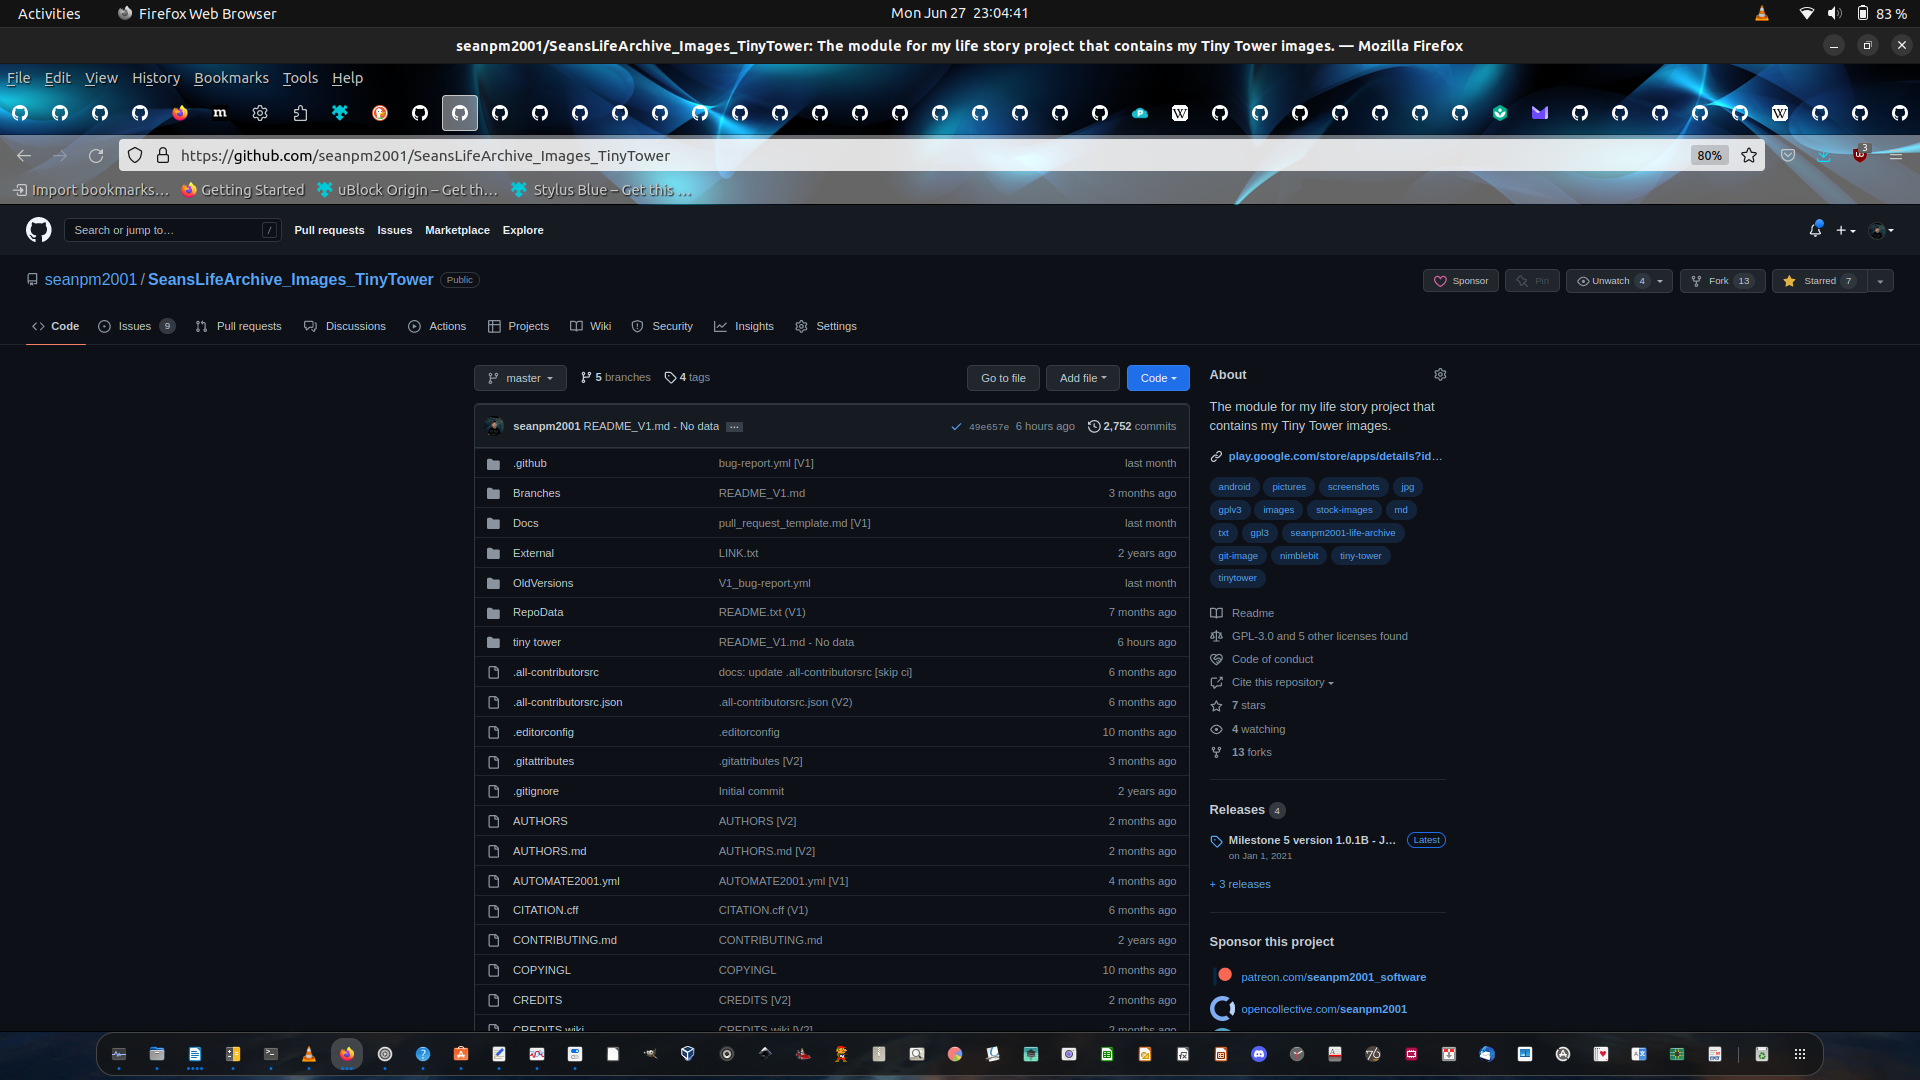 Activities Firefox Web Browser Mon Jun 27 23:04:41 83 %
seanpm2001/SeansLifeArchive_Images_TinyTower: The module for my life story project that contains my Tiny Tower images. — Mozilla Firefox
File Edit View History Bookmarks Tools Help
https://github.com/seanpm2001/SeansLifeArchive_Images_TinyTower 80% 3
Import bookmarks… Getting Started uBlock Origin – Get th… Stylus Blue – Get this …
Search or jump to… / Pull requests Issues Marketplace Explore
seanpm2001 / SeansLifeArchive_Images_TinyTower Public Sponsor Pin Unwatch 4 Fork 13 Starred 7
Code Issues 9 Pull requests Discussions Actions Projects Wiki Security Insights Settings
master 5 branches 4 tags Go to file Add file Code
seanpm2001 README_V1.md - No data … 49e657e 6 hours ago 2,752 commits
.github bug-report.yml [V1] last month
Branches README_V1.md 3 months ago
Docs pull_request_template.md [V1] last month
External LINK.txt 2 years ago
OldVersions V1_bug-report.yml last month
RepoData README.txt (V1) 7 months ago
tiny tower README_V1.md - No data 6 hours ago
.all-contributorsrc docs: update .all-contributorsrc [skip ci] 6 months ago
.all-contributorsrc.json .all-contributorsrc.json (V2) 6 months ago
.editorconfig .editorconfig 10 months ago
.gitattributes .gitattributes [V2] 3 months ago
.gitignore Initial commit 2 years ago
AUTHORS AUTHORS [V2] 2 months ago
AUTHORS.md AUTHORS.md [V2] 2 months ago
AUTOMATE2001.yml AUTOMATE2001.yml [V1] 4 months ago
CITATION.cff CITATION.cff (V1) 6 months ago
CONTRIBUTING.md CONTRIBUTING.md 2 years ago
COPYINGL COPYINGL 10 months ago
CREDITS CREDITS [V2] 2 months ago
CREDITS.wiki CREDITS.wiki [V2] 2 months ago
About
The module for my life story project that
contains my Tiny Tower images.
play.google.com/store/apps/details?id…
android pictures screenshots jpg
gplv3 images stock-images md
txt gpl3 seanpm2001-life-archive
git-image nimblebit tiny-tower
tinytower
Readme
GPL-3.0 and 5 other licenses found
Code of conduct
Cite this repository
7 stars
4 watching
13 forks
Releases 4
Milestone 5 version 1.0.1B - J… Latest
on Jan 1, 2021
+ 3 releases
Sponsor this project
patreon.com/seanpm2001_software
opencollective.com/seanpm2001